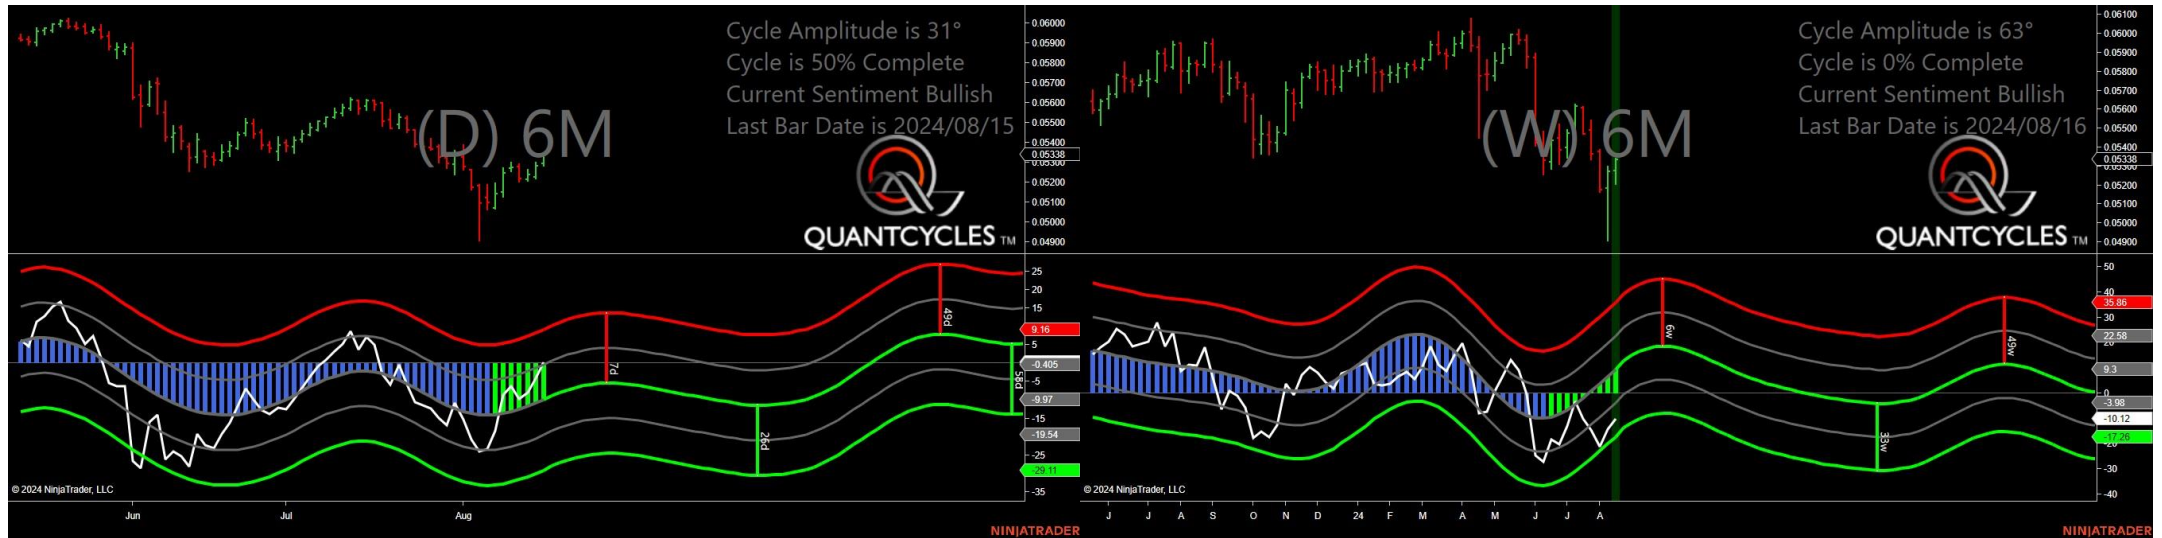 Cycle Amplitude is 31°
Cycle is 50% Complete
Current Sentiment Bullish
Last Bar Date is 2024/08/15
(D) 6M
QUANTCYCLES TM
0.06000
0.05900
0.05800
0.05700
0.05600
0.05500
0.05400
0.05338
0.05300
0.05200
0.05100
0.05000
0.04900
25
20
15
9.16
5
-0.405
-5
-9.97
-15
-19.54
-25
-29.11
-35
7d
26d
49d
58d
© 2024 NinjaTrader, LLC
Jun
Jul
Aug
NINJATRADER
Cycle Amplitude is 63°
Cycle is 0% Complete
Current Sentiment Bullish
Last Bar Date is 2024/08/16
(W) 6M
QUANTCYCLES TM
0.06100
0.06000
0.05900
0.05800
0.05700
0.05600
0.05500
0.05400
0.05338
0.05300
0.05200
0.05100
0.05000
0.04900
50
40
35.86
30
22.58
20
9.3
0
-3.98
-10.12
-17.26
-20
-30
-40
6w
33w
49w
© 2024 NinjaTrader, LLC
J
J
A
S
O
N
D
24
F
M
A
M
J
J
A
NINJATRADER